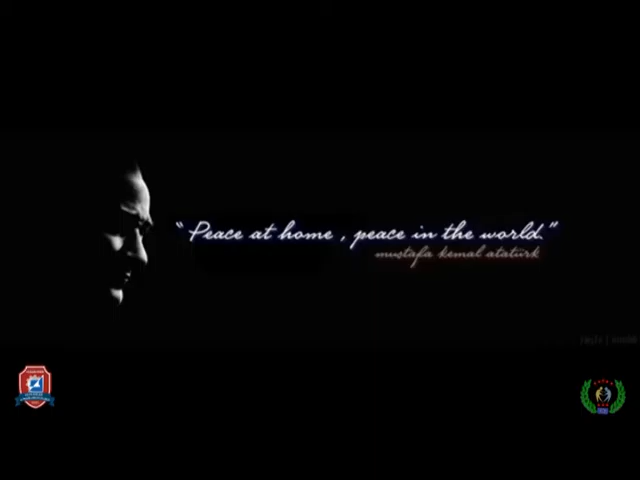 “Peace at home , peace in the world.”
mustafa kemal atatürk